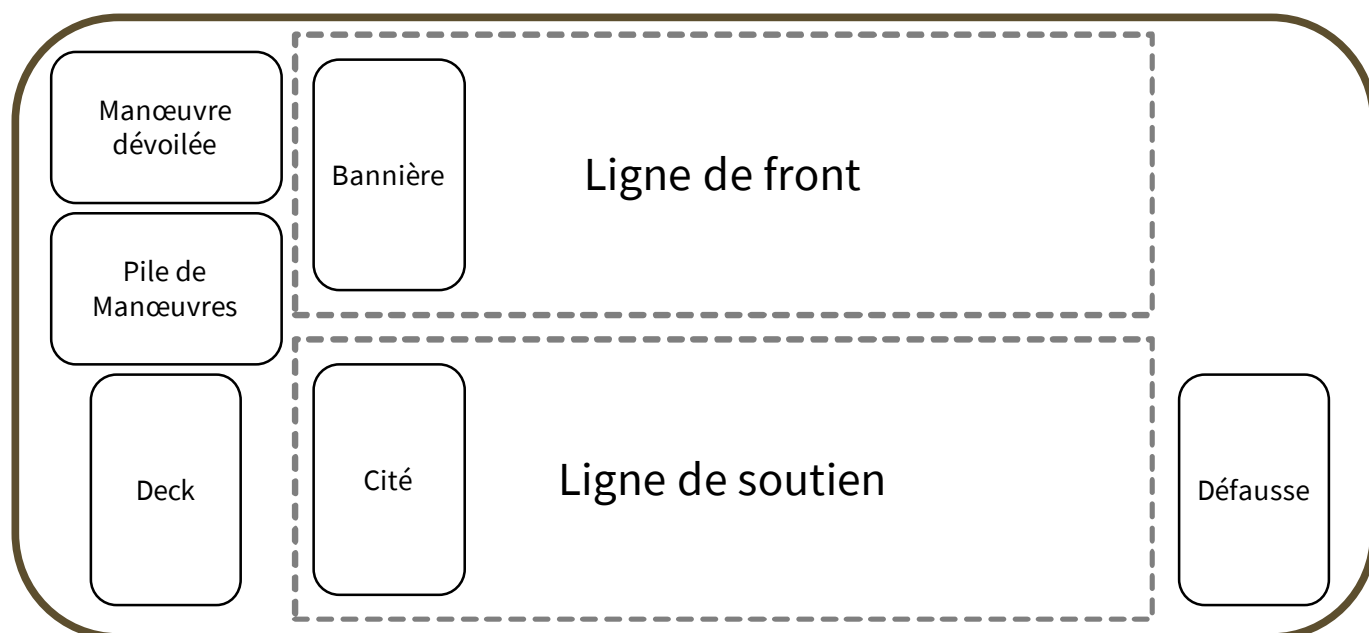 Manœuvre
dévoilée
Bannière
Ligne de front
Pile de
Manœuvres
Deck
Cité
Ligne de soutien
Défausse